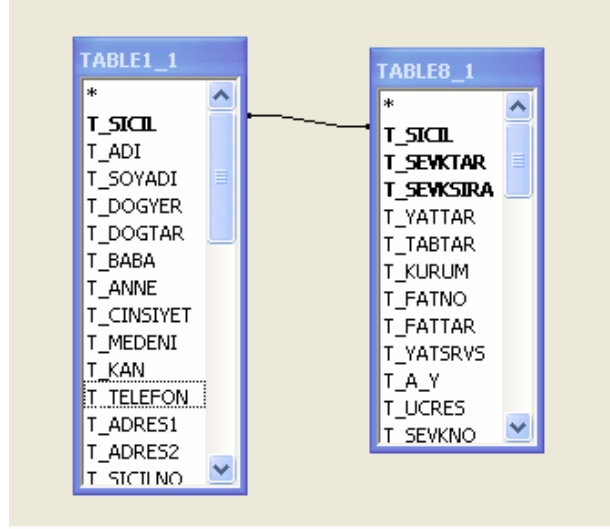 TABLE1_1
*
T_SICIL
T_ADI
T_SOYADI
T_DOGYER
T_DOGTAR
T_BABA
T_ANNE
T_CINSIYET
T_MEDENI
T_KAN
T_TELEFON
T_ADRES1
T_ADRES2
T_SICILNO
TABLE8_1
*
T_SICIL
T_SEVKTAR
T_SEVKSIRA
T_YATTAR
T_TABTAR
T_KURUM
T_FATNO
T_FATTAR
T_YATSRVS
T_A_Y
T_UCRES
T_SEVKNO